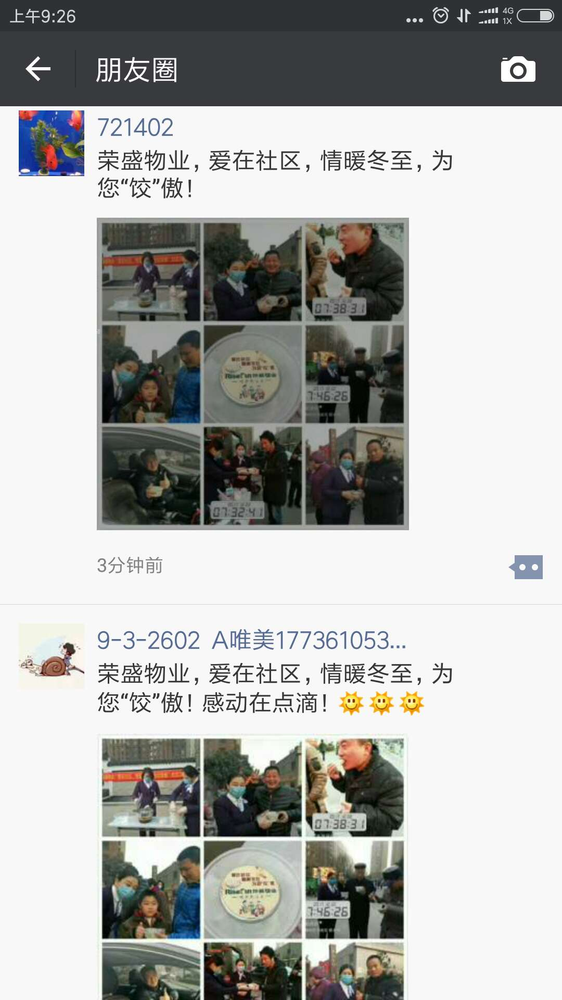 上午9:26
4G
1X
朋友圈
721402
荣盛物业，爱在社区，情暖冬至，为
您“饺”傲！
07:38:31
7:46:26
07:32:41
3分钟前
9-3-2602 A唯美177361053...
荣盛物业，爱在社区，情暖冬至，为
您“饺”傲！感动在点滴！
07:38:31
7:46:26